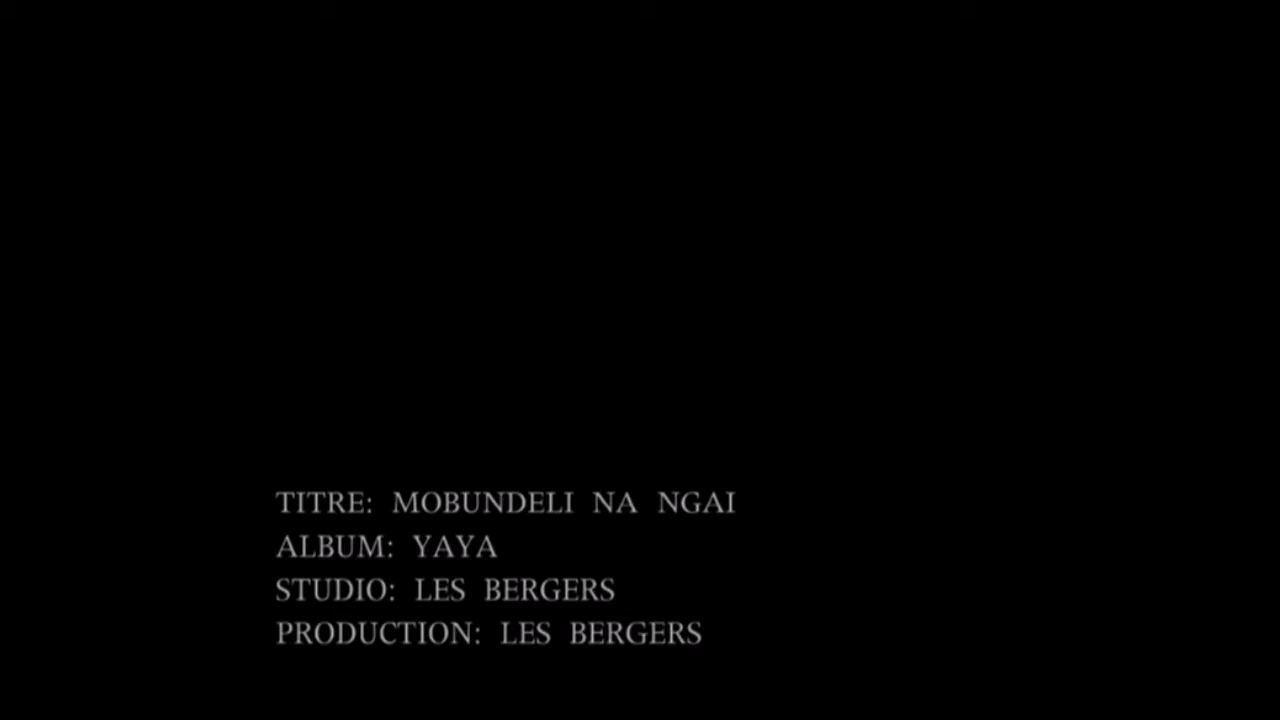 TITRE: MOBUNDELI NA NGAI
ALBUM: YAYA
STUDIO: LES BERGERS
PRODUCTION: LES BERGERS